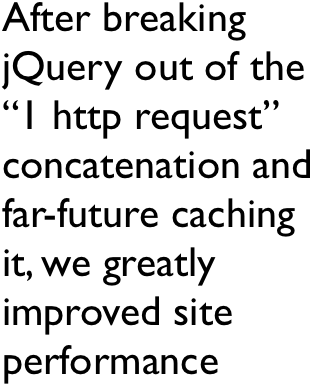 After breaking
jQuery out of the
“1 http request”
concatenation and
far-future caching
it, we greatly
improved site
performance